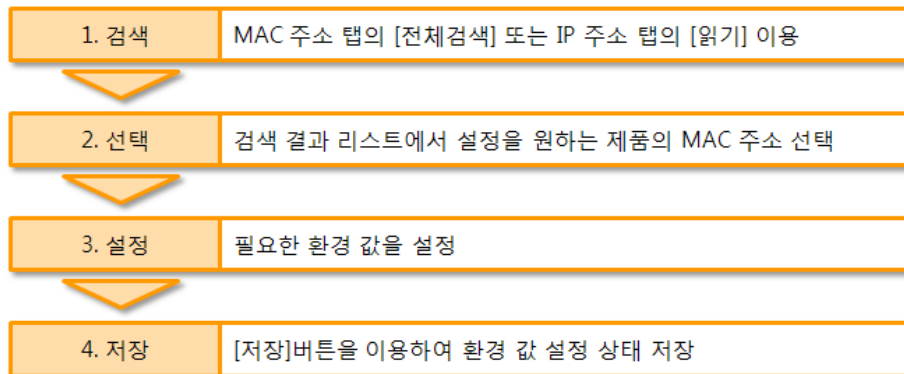 1. 검색 MAC 주소 탭의 [전체검색] 또는 IP 주소 탭의 [읽기] 이용
2. 선택 검색 결과 리스트에서 설정을 원하는 제품의 MAC 주소 선택
3. 설정 필요한 환경 값을 설정
4. 저장 [저장]버튼을 이용하여 환경 값 설정 상태 저장